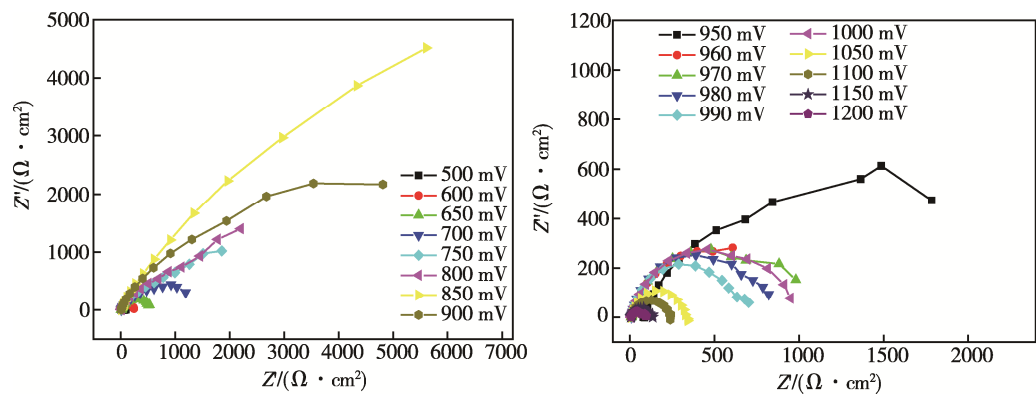 5000
4000
3000
2000
1000
0
Z''/(Ω · cm²)
500 mV
600 mV
650 mV
700 mV
750 mV
800 mV
850 mV
900 mV
0 1000 2000 3000 4000 5000 6000 7000
Z'/(Ω · cm²)
1200
1000
800
600
400
200
0
Z''/(Ω · cm²)
950 mV 1000 mV
960 mV 1050 mV
970 mV 1100 mV
980 mV 1150 mV
990 mV 1200 mV
0 500 1000 1500 2000
Z'/(Ω · cm²)